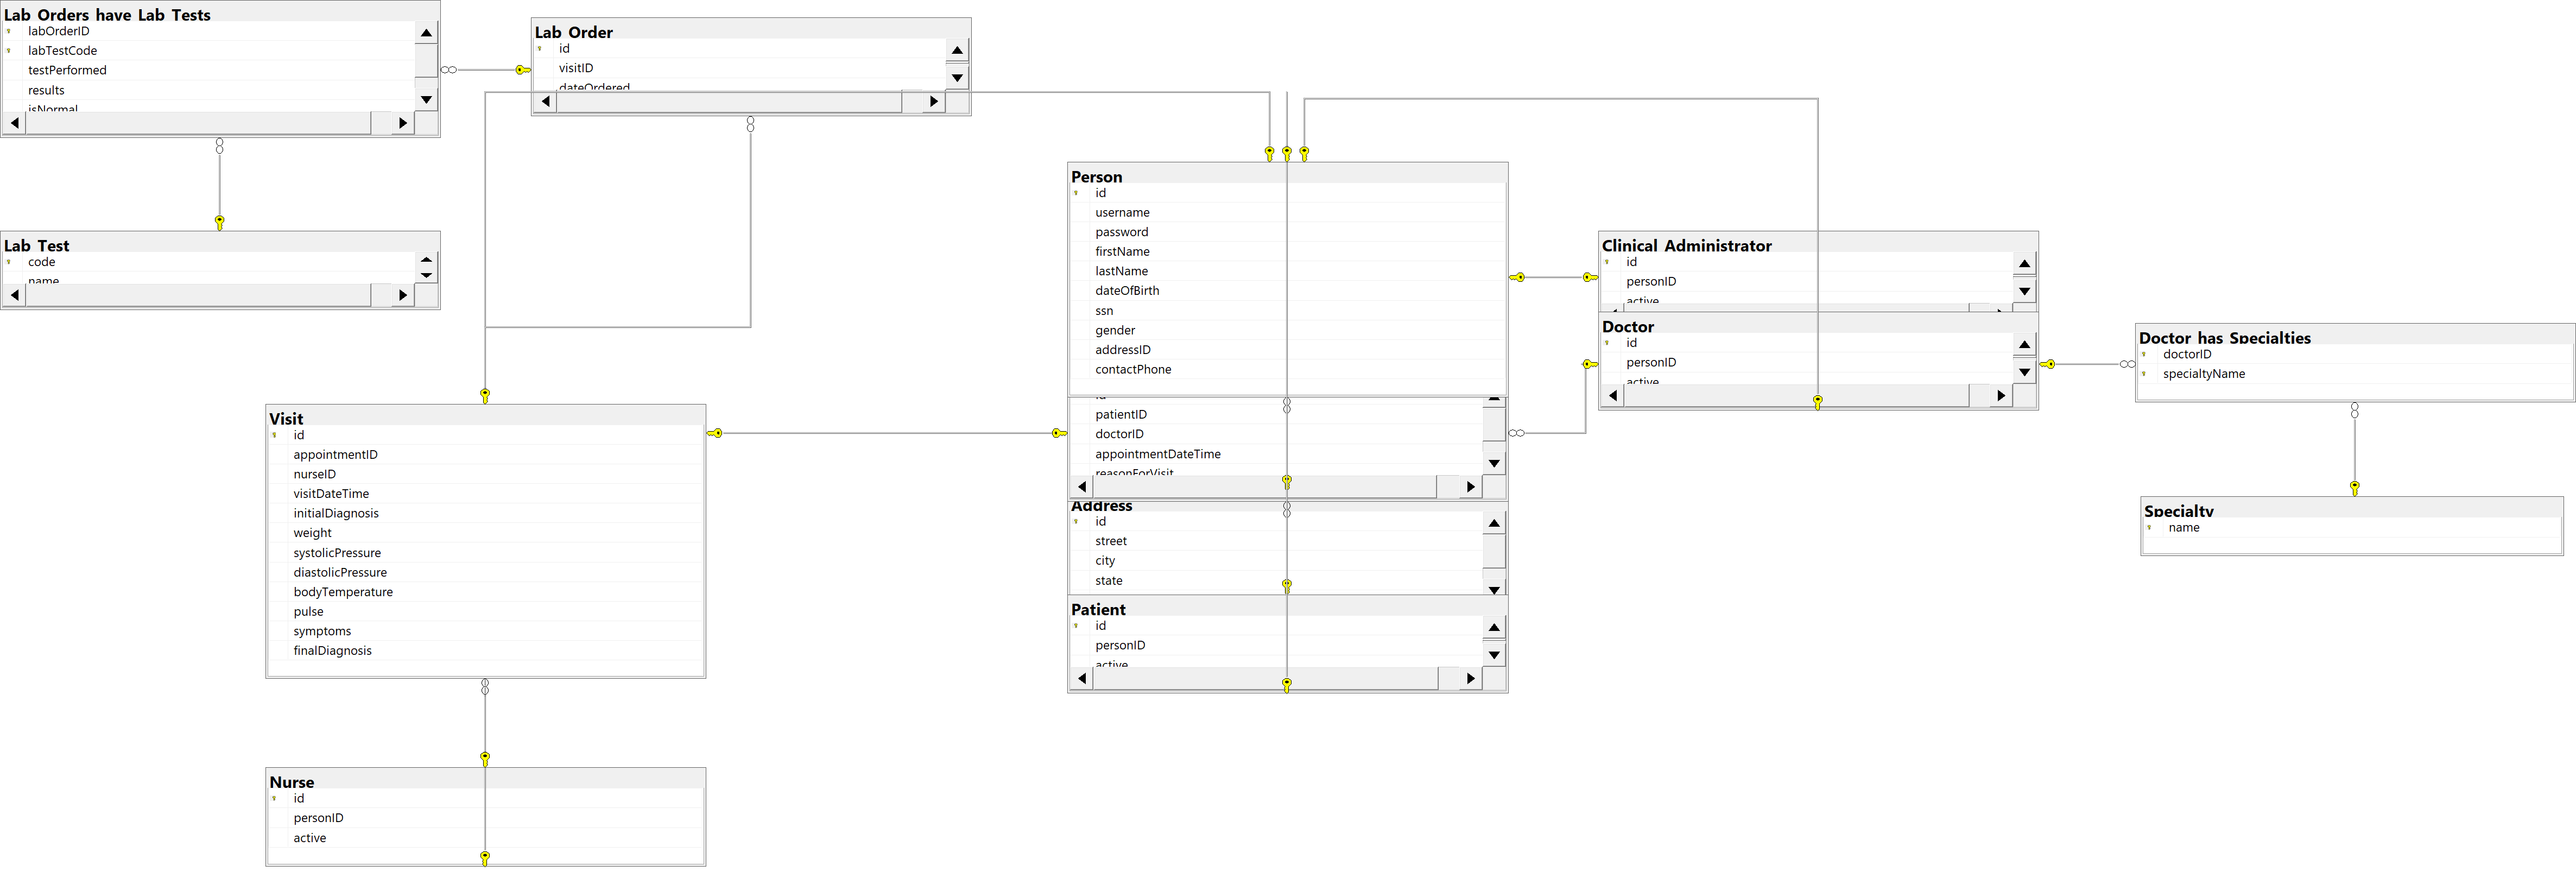 Lab Orders have Lab Tests
labOrderID
labTestCode
testPerformed
results
isNormal
Lab Order
id
visitID
dateOrdered
Lab Test
code
name
Person
id
username
password
firstName
lastName
dateOfBirth
ssn
gender
addressID
contactPhone
id
patientID
doctorID
appointmentDateTime
reasonForVisit
Address
id
street
city
state
Patient
id
personID
active
Clinical Administrator
id
personID
active
Doctor
id
personID
active
Doctor has Specialties
doctorID
specialtyName
Specialty
name
Visit
id
appointmentID
nurseID
visitDateTime
initialDiagnosis
weight
systolicPressure
diastolicPressure
bodyTemperature
pulse
symptoms
finalDiagnosis
Nurse
id
personID
active